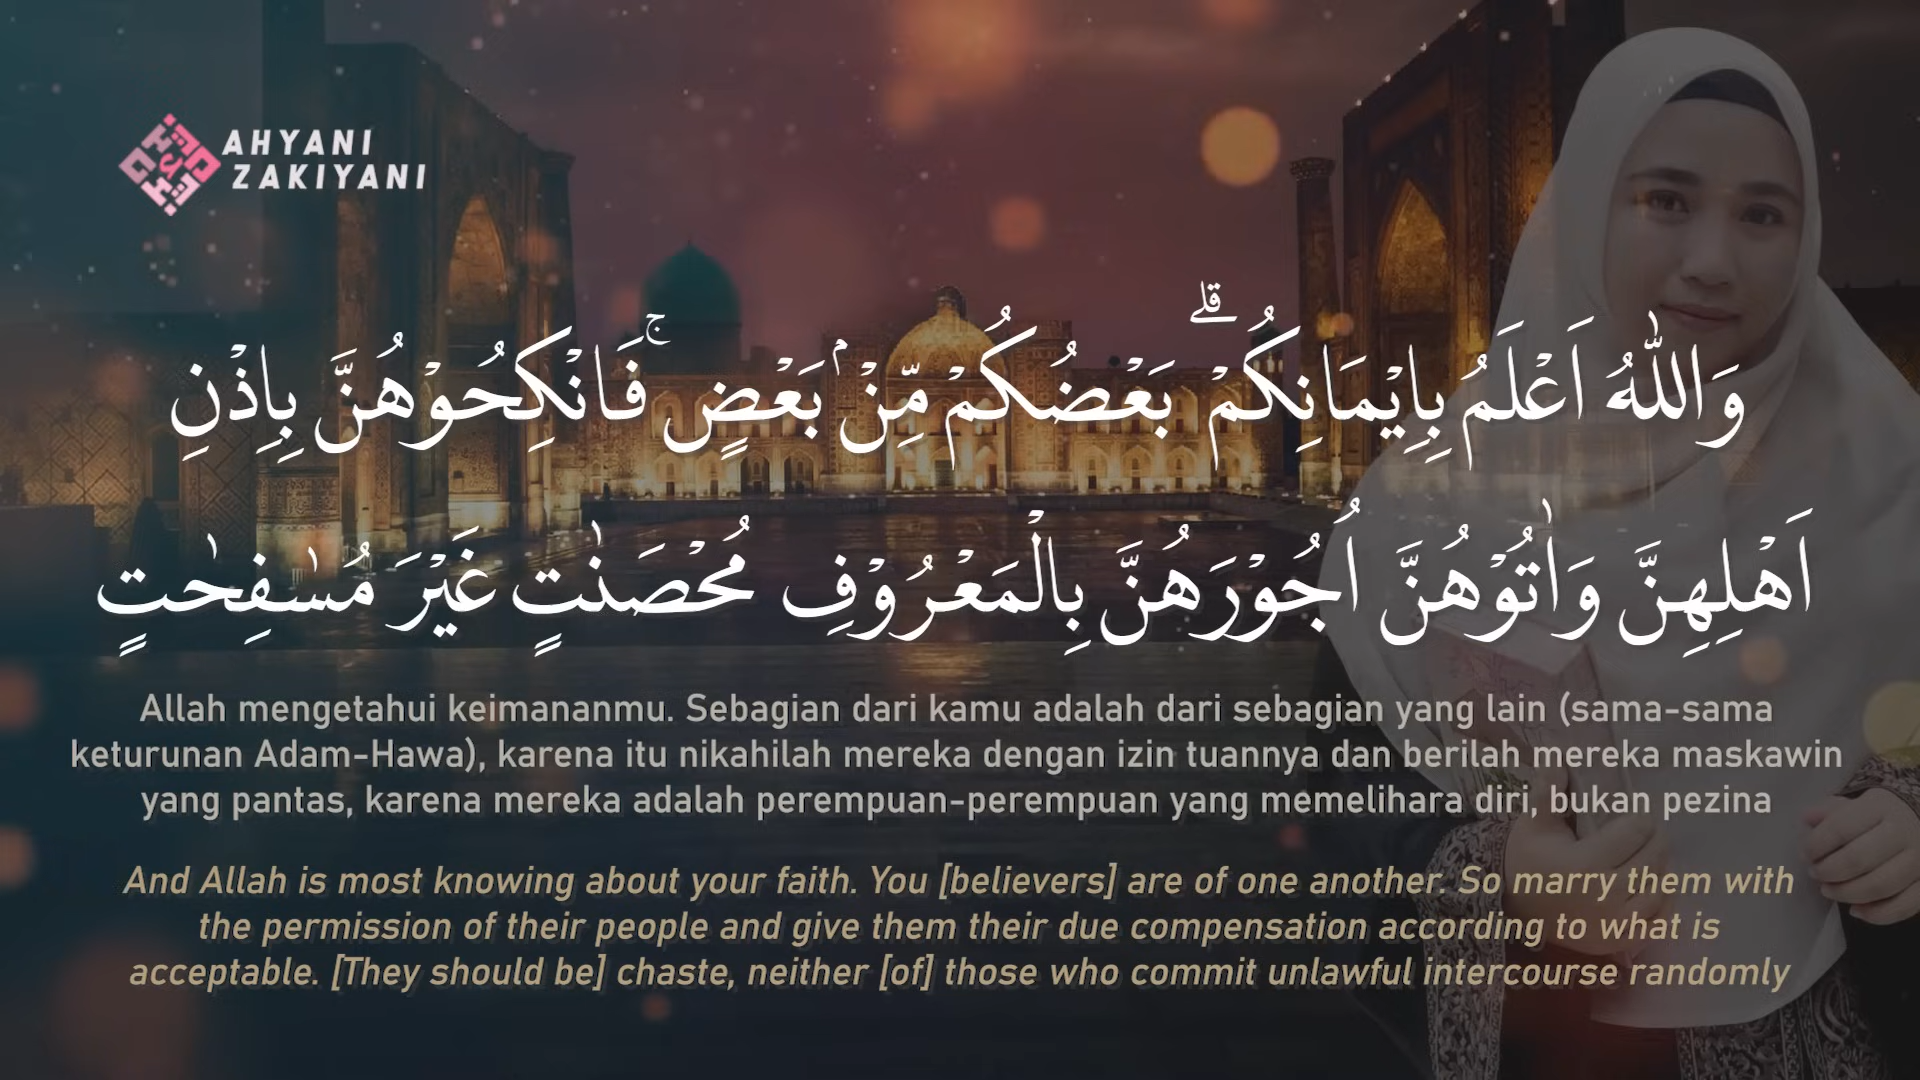 AHYANI
ZAKIYANI
وَاللّٰهُ اَعْلَمُ بِاِيْمَانِكُمْ ۗ بَعْضُكُمْ مِّنْۢ بَعْضٍۚ فَانْكِحُوْهُنَّ بِاِذْنِ
اَهْلِهِنَّ وَاٰتُوْهُنَّ اُجُوْرَهُنَّ بِالْمَعْرُوْفِ مُحْصَنٰتٍ غَيْرَ مُسٰفِحٰتٍ
Allah mengetahui keimananmu. Sebagian dari kamu adalah dari sebagian yang lain (sama-sama
keturunan Adam-Hawa), karena itu nikahilah mereka dengan izin tuannya dan berilah mereka maskawin
yang pantas, karena mereka adalah perempuan-perempuan yang memelihara diri, bukan pezina
And Allah is most knowing about your faith. You [believers] are of one another. So marry them with
the permission of their people and give them their due compensation according to what is
acceptable. [They should be] chaste, neither [of] those who commit unlawful intercourse randomly